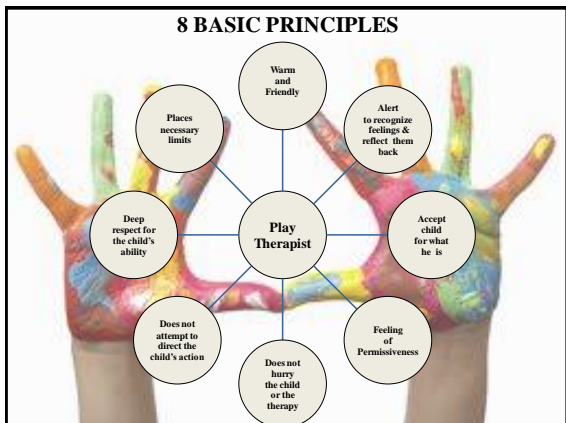 8 BASIC PRINCIPLES
Warm
and
Friendly
Alert
to recognize
feelings &
reflect them
back
Accept
child
for what
he is
Feeling
of
Permissiveness
Does not
hurry
the child
or the
therapy
Does not
attempt to
direct the
child's action
Deep
respect for
the child's
ability
Places
necessary
limits
Play
Therapist